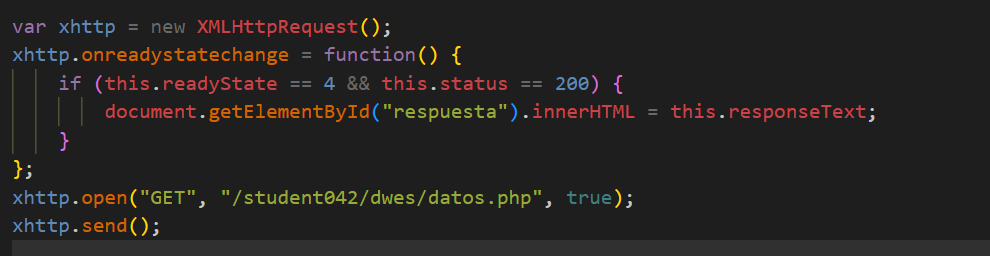 var xhttp = new XMLHttpRequest();
xhttp.onreadystatechange = function() {
if (this.readyState == 4 && this.status == 200) {
document.getElementById("respuesta").innerHTML = this.responseText;
}
};
xhttp.open("GET", "/student042/dwes/datos.php", true);
xhttp.send();